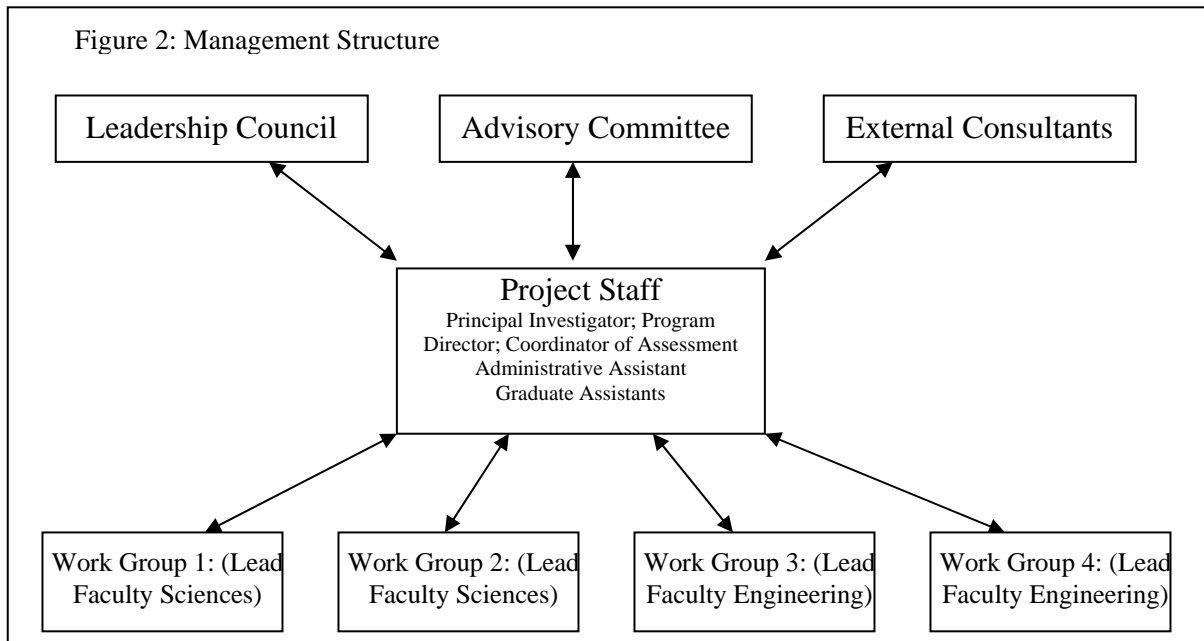 Figure 2: Management Structure
Leadership Council
Advisory Committee
External Consultants
Project Staff
Principal Investigator; Program
Director; Coordinator of Assessment
Administrative Assistant
Graduate Assistants
Work Group 1: (Lead
Faculty Sciences)
Work Group 2: (Lead
Faculty Sciences)
Work Group 3: (Lead
Faculty Engineering)
Work Group 4: (Lead
Faculty Engineering)